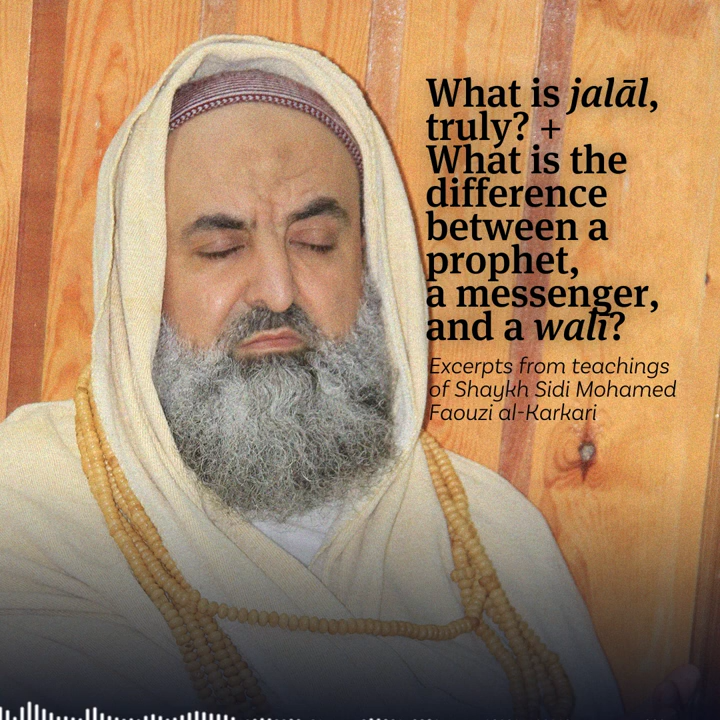 What is jalāl,
truly? +
What is the
difference
between a
prophet,
a messenger,
and a walī?
Excerpts from teachings
of Shaykh Sidi Mohamed
Faouzi al-Karkari